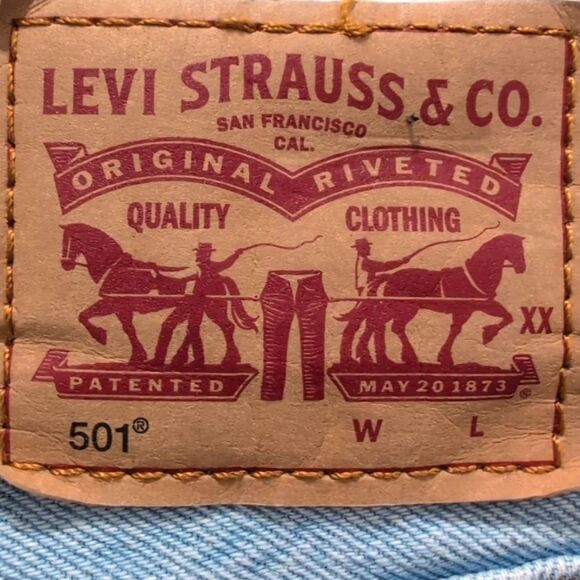 LEVI STRAUSS & CO.
SAN FRANCISCO
CAL.
ORIGINAL RIVETED
QUALITY CLOTHING
XX
PATENTED MAY 20 1873 ®
501® W L